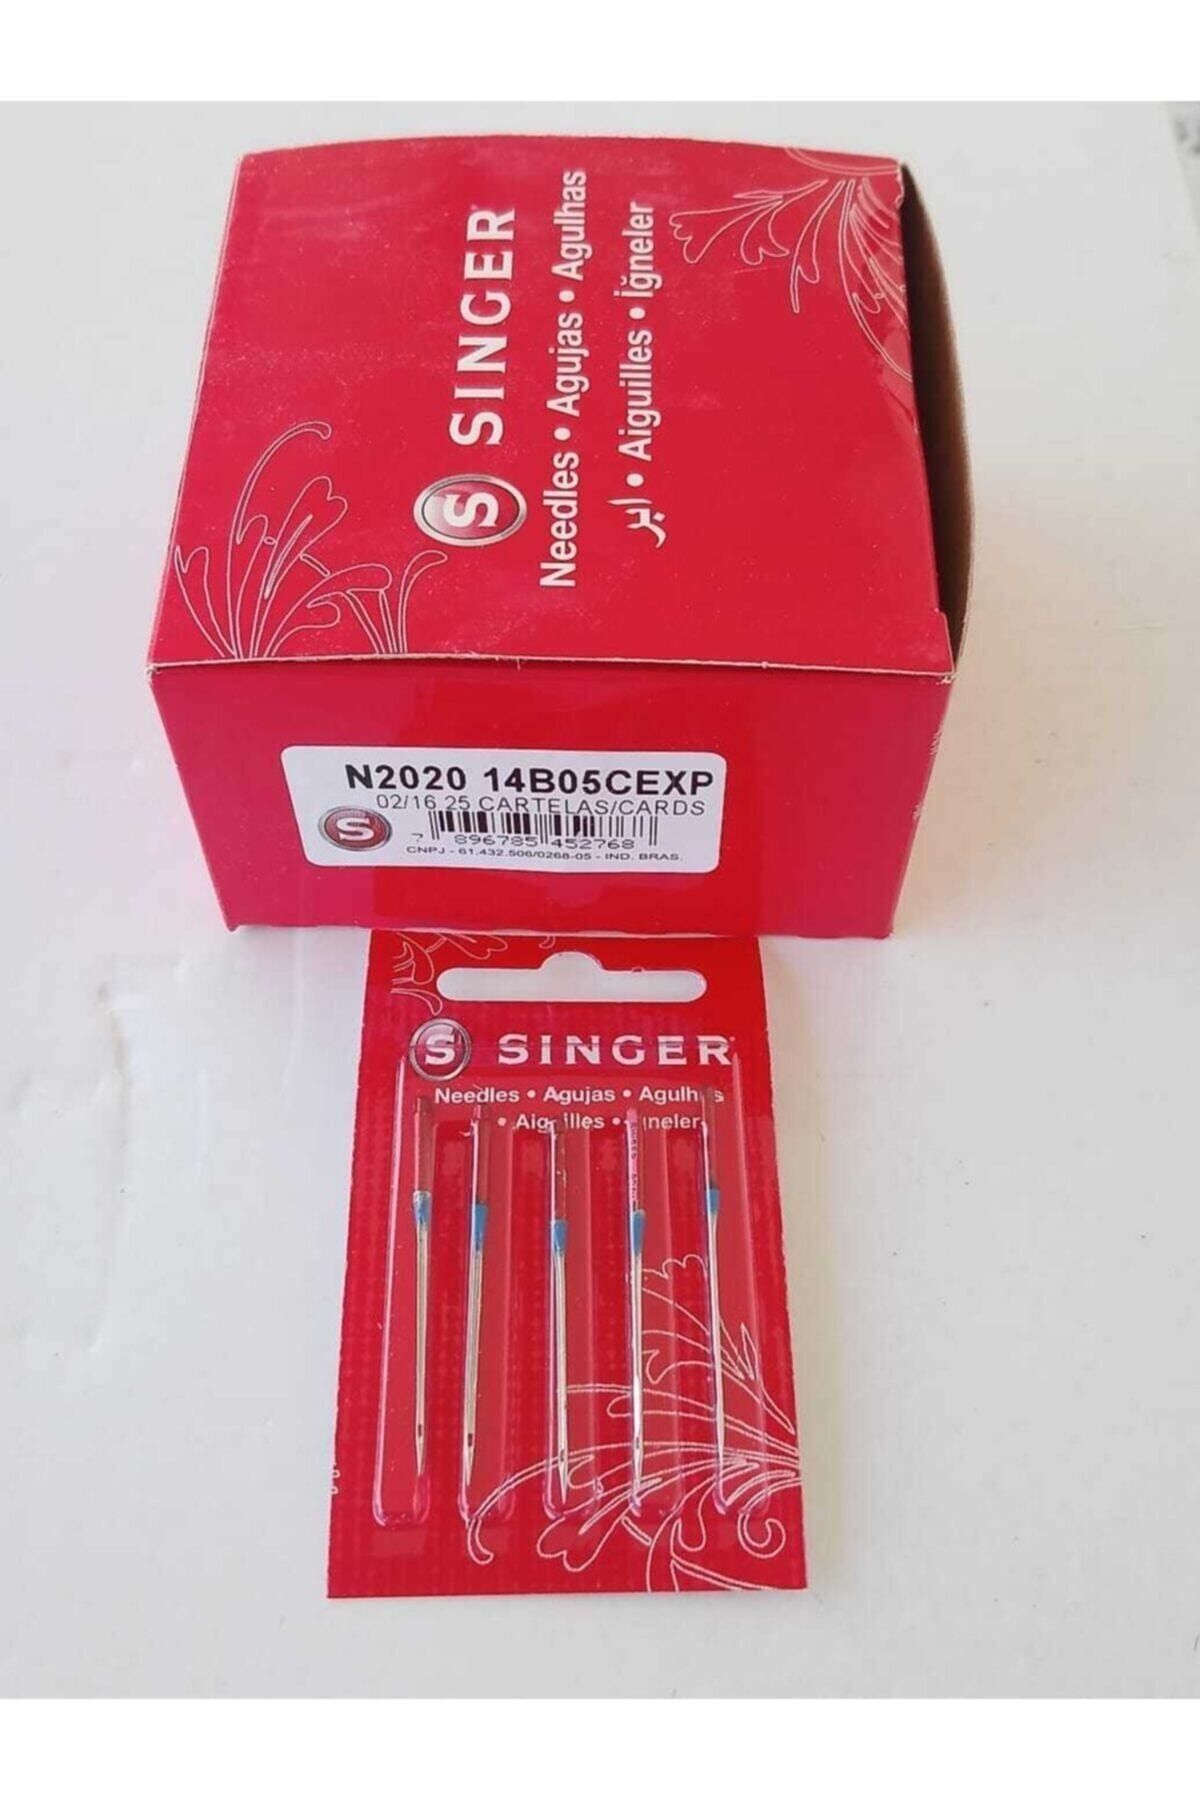 S SINGER
Needles • Agujas • Agulhas
ابر • Aiguilles • İğneler
N2020 14B05CEXP
02/16 25 CARTELAS/CARDS
S
7 896785 452768
CNPJ - 61.432.506/0268-05 - IND. BRAS.
S SINGER
Needles • Agujas • Agulhas
• Aiguilles • İğneler